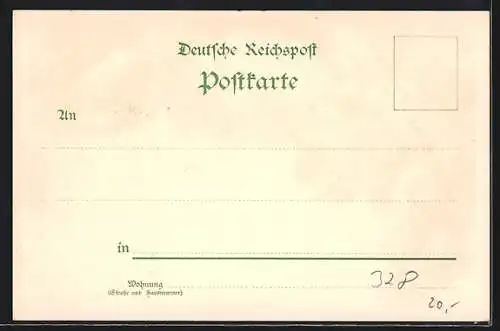 Deutsche Reichspost
Postkarte
An
in
Wohnung
(Straße und Hausnummer)
328
20,-